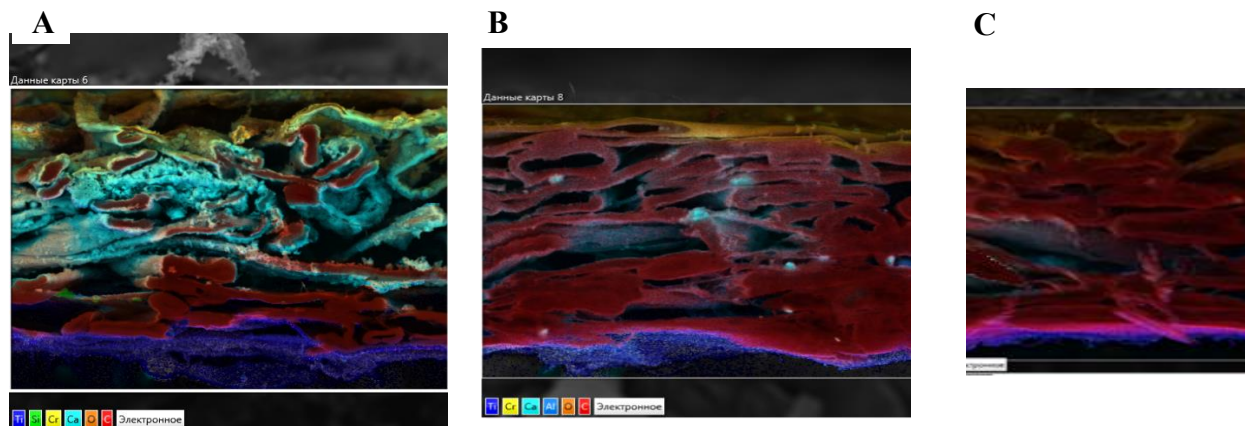 A
B
C
Данные карты 6
Данные карты 8
Ti Si Cr Ca O C Электронное
Ti Cr Ca Al O C Электронное